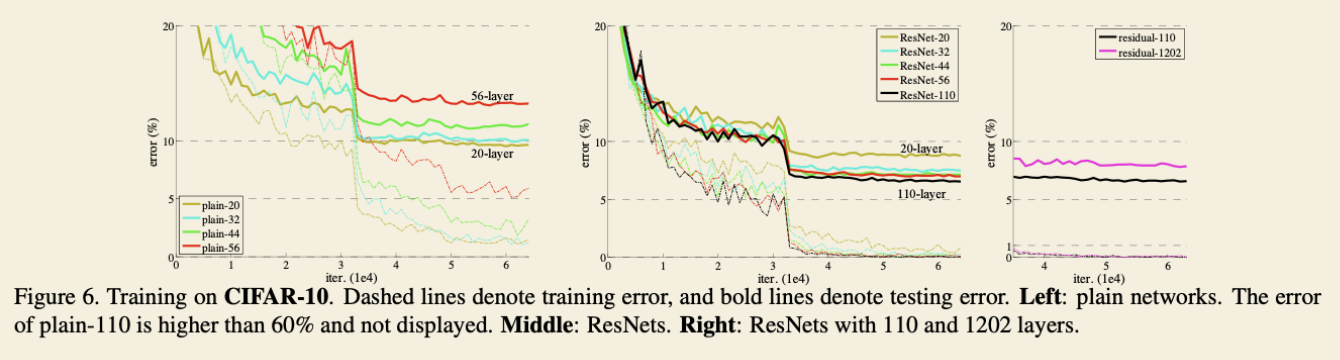 20
10
5
0
error (%)
56-layer
20-layer
plain-20
plain-32
plain-44
plain-56
0 1 2 3 4 5 6
iter. (1e4)
20
10
5
0
error (%)
ResNet-20
ResNet-32
ResNet-44
ResNet-56
ResNet-110
20-layer
110-layer
0 1 2 3 4 5 6
iter. (1e4)
20
10
5
1
0
error (%)
residual-110
residual-1202
4 5 6
iter. (1e4)
Figure 6. Training on CIFAR-10. Dashed lines denote training error, and bold lines denote testing error. Left: plain networks. The error
of plain-110 is higher than 60% and not displayed. Middle: ResNets. Right: ResNets with 110 and 1202 layers.